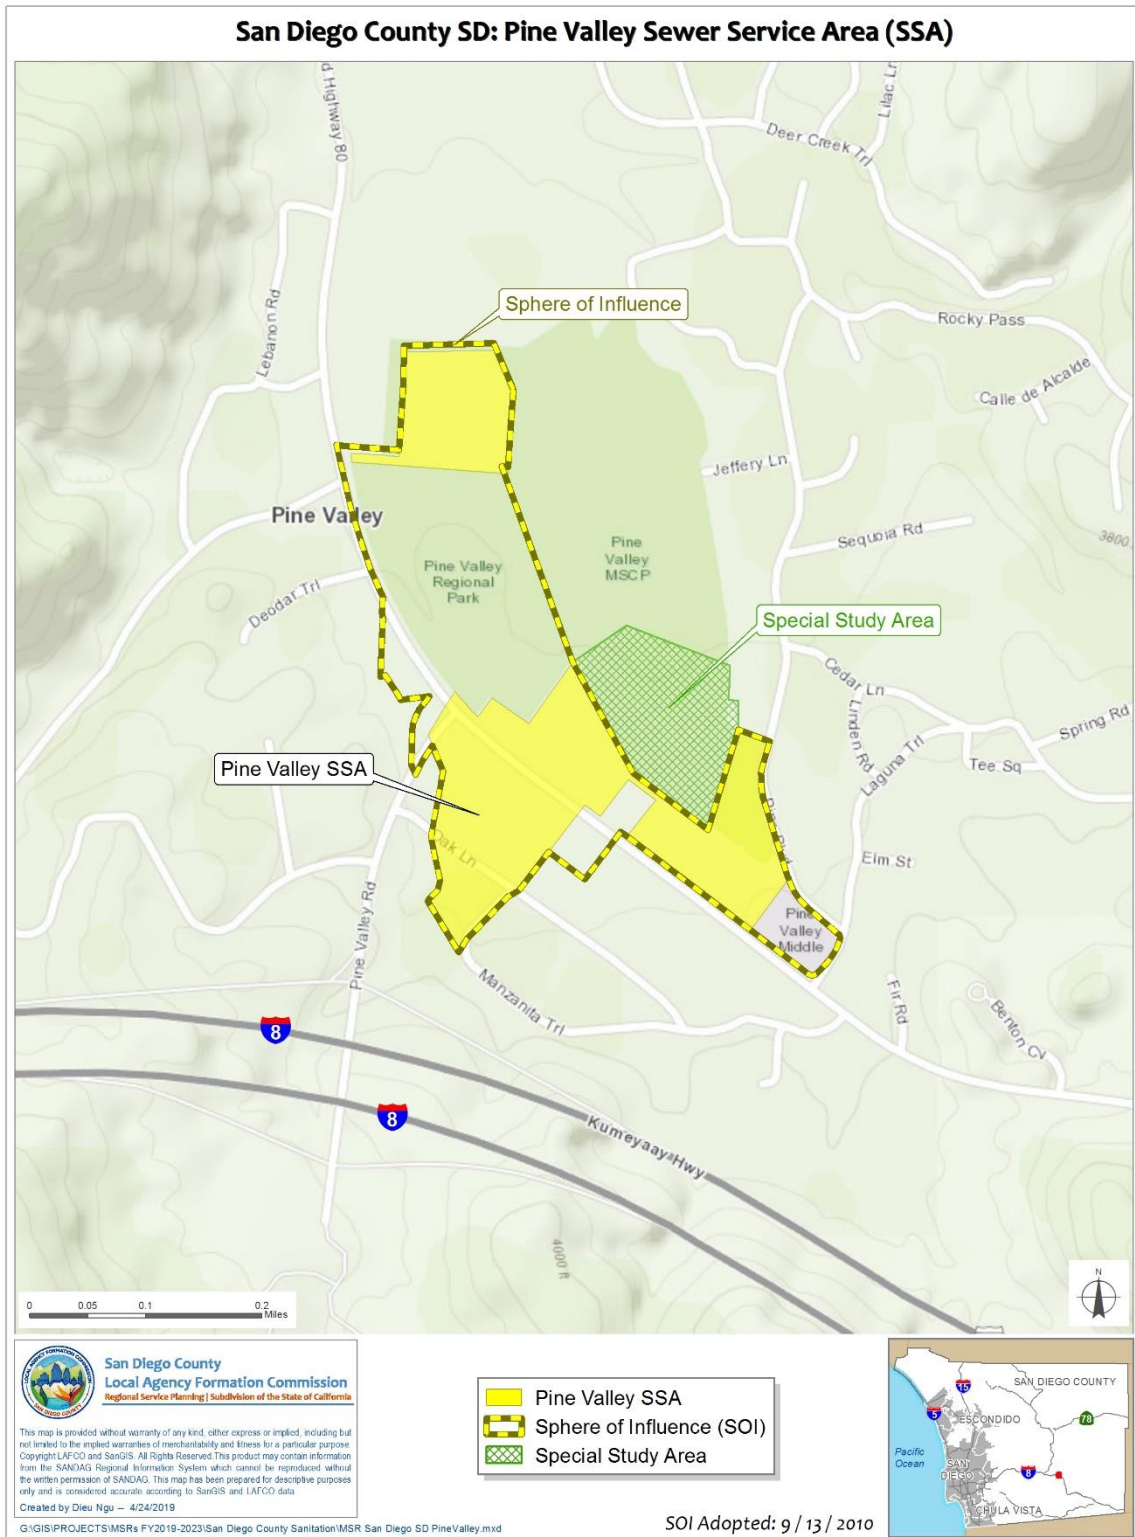 San Diego County SD: Pine Valley Sewer Service Area (SSA)
d Highway 80
Lilac Ln
Deer Creek Trl
Lebanon Rd
Sphere of Influence
Rocky Pass
Calle de Alcalde
Jeffery Ln
Pine Valley
Sequoia Rd
3800
Pine
Valley
MSCP
Pine Valley
Regional
Park
Deodar Trl
Special Study Area
Cedar Ln
Linden Rd
Laguna Trl
Spring Rd
Tee Sq
Pine Valley SSA
Pine Blvd
Oak Ln
Elm St
Pine Valley Rd
Pine
Valley
Middle
Manzanita Trl
Fir Rd
Benton Cv
8
8
Kumeyaay Hwy
4000 ft
N
0 0.05 0.1 0.2
Miles
LOCAL AGENCY FORMATION COMMISSION
SAN DIEGO COUNTY
San Diego County
Local Agency Formation Commission
Regional Service Planning | Subdivision of the State of California
This map is provided without warranty of any kind, either express or implied, including but
not limited to the implied warranties of merchantability and fitness for a particular purpose.
Copyright LAFCO and SanGIS. All Rights Reserved. This product may contain information
from the SANDAG Regional Information System which cannot be reproduced without
the written permission of SANDAG. This map has been prepared for descriptive purposes
only and is considered accurate according to SanGIS and LAFCO data
Created by Dieu Ngu – 4/24/2019
G:\GIS\PROJECTS\MSRs FY2019-2023\San Diego County Sanitation\MSR San Diego SD PineValley.mxd
Pine Valley SSA
Sphere of Influence (SOI)
Special Study Area
SOI Adopted: 9 / 13 / 2010
SAN DIEGO COUNTY
15
5
ESCONDIDO
78
Pacific
Ocean
SAN
DIEGO
8
CHULA VISTA